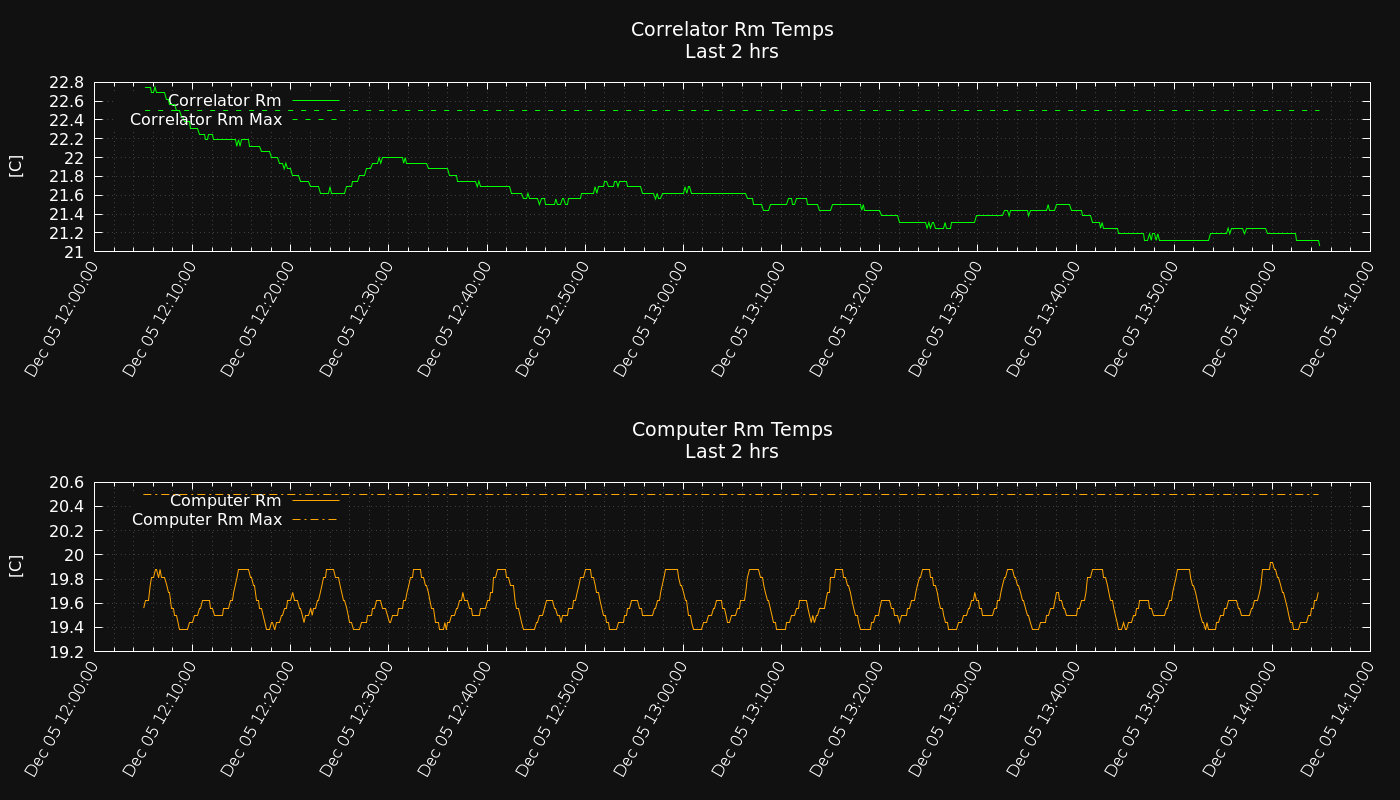 Correlator Rm Temps
Last 2 hrs
22.8
22.6
22.4
22.2
22
21.8
21.6
21.4
21.2
21
[C]
Correlator Rm
Correlator Rm Max
Dec 05 12:00:00
Dec 05 12:10:00
Dec 05 12:20:00
Dec 05 12:30:00
Dec 05 12:40:00
Dec 05 12:50:00
Dec 05 13:00:00
Dec 05 13:10:00
Dec 05 13:20:00
Dec 05 13:30:00
Dec 05 13:40:00
Dec 05 13:50:00
Dec 05 14:00:00
Dec 05 14:10:00
Computer Rm Temps
Last 2 hrs
20.6
20.4
20.2
20
19.8
19.6
19.4
19.2
[C]
Computer Rm
Computer Rm Max
Dec 05 12:00:00
Dec 05 12:10:00
Dec 05 12:20:00
Dec 05 12:30:00
Dec 05 12:40:00
Dec 05 12:50:00
Dec 05 13:00:00
Dec 05 13:10:00
Dec 05 13:20:00
Dec 05 13:30:00
Dec 05 13:40:00
Dec 05 13:50:00
Dec 05 14:00:00
Dec 05 14:10:00